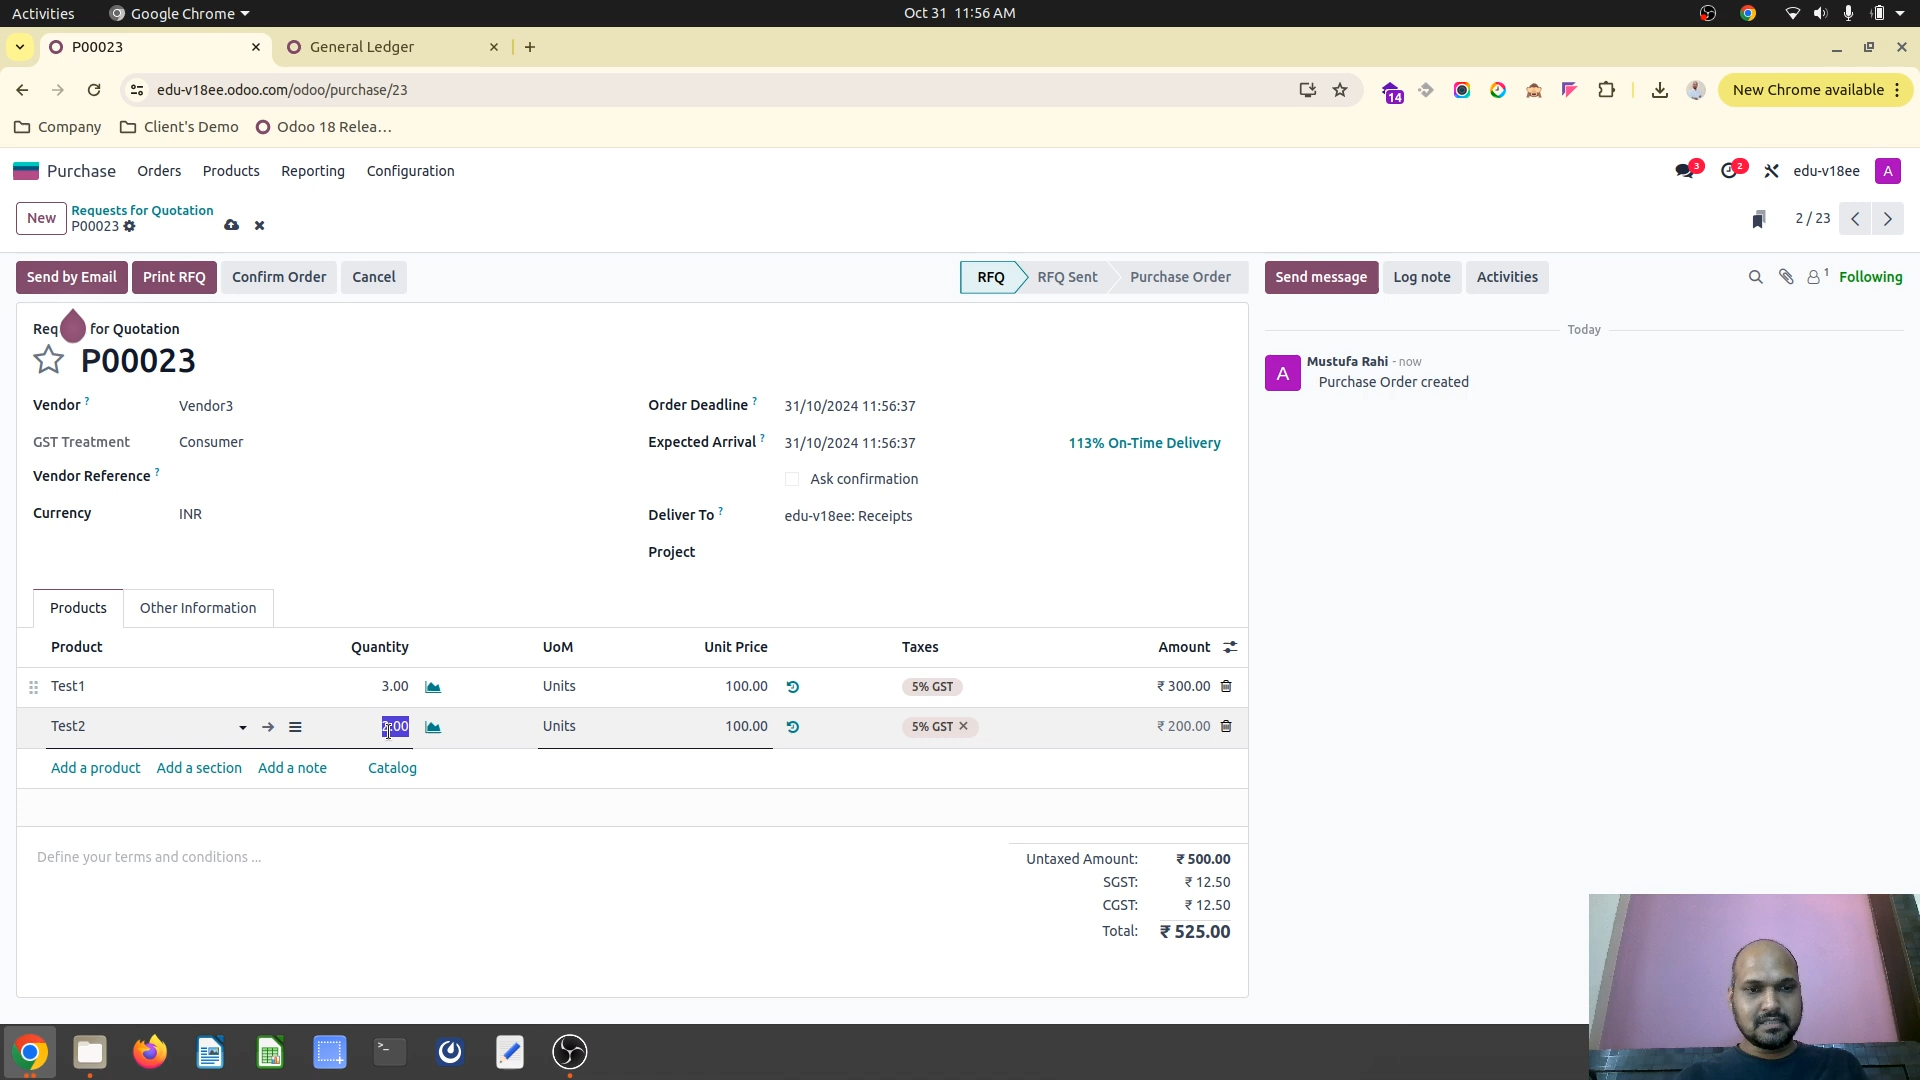 Activities
Google Chrome
Oct 31 11:56 AM
P00023
General Ledger
edu-v18ee.odoo.com/odoo/purchase/23
14
New Chrome available
Company
Client's Demo
Odoo 18 Relea...
Purchase
Orders
Products
Reporting
Configuration
3
2
edu-v18ee
A
New
Requests for Quotation
P00023
2 / 23
Send by Email
Print RFQ
Confirm Order
Cancel
RFQ
RFQ Sent
Purchase Order
Send message
Log note
Activities
1
Following
Req for Quotation
P00023
Today
A
Mustufa Rahi - now
Purchase Order created
Vendor ?
Vendor3
Order Deadline ?
31/10/2024 11:56:37
GST Treatment
Consumer
Expected Arrival ?
31/10/2024 11:56:37
113% On-Time Delivery
Vendor Reference ?
Ask confirmation
Currency
INR
Deliver To ?
edu-v18ee: Receipts
Project
Products
Other Information
Product
Quantity
UoM
Unit Price
Taxes
Amount
Test1
3.00
Units
100.00
5% GST
₹ 300.00
Test2
2.00
Units
100.00
5% GST
₹ 200.00
Add a product
Add a section
Add a note
Catalog
Define your terms and conditions ...
Untaxed Amount:
₹ 500.00
SGST:
₹ 12.50
CGST:
₹ 12.50
Total:
₹ 525.00